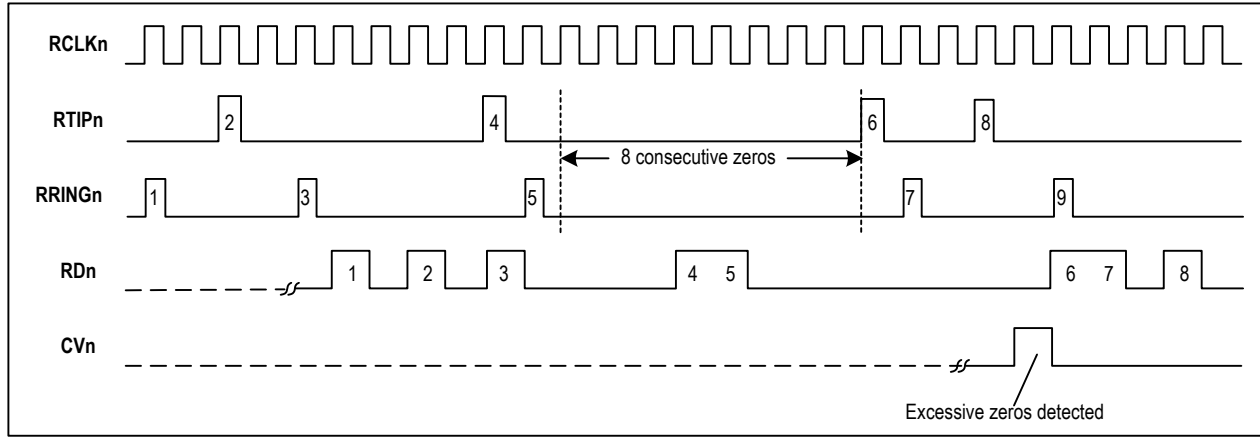 RCLKn
RTIPn
2
4
6
8
8 consecutive zeros
RRINGn
1
3
5
7
9
RDn
1
2
3
4
5
6
7
8
CVn
Excessive zeros detected